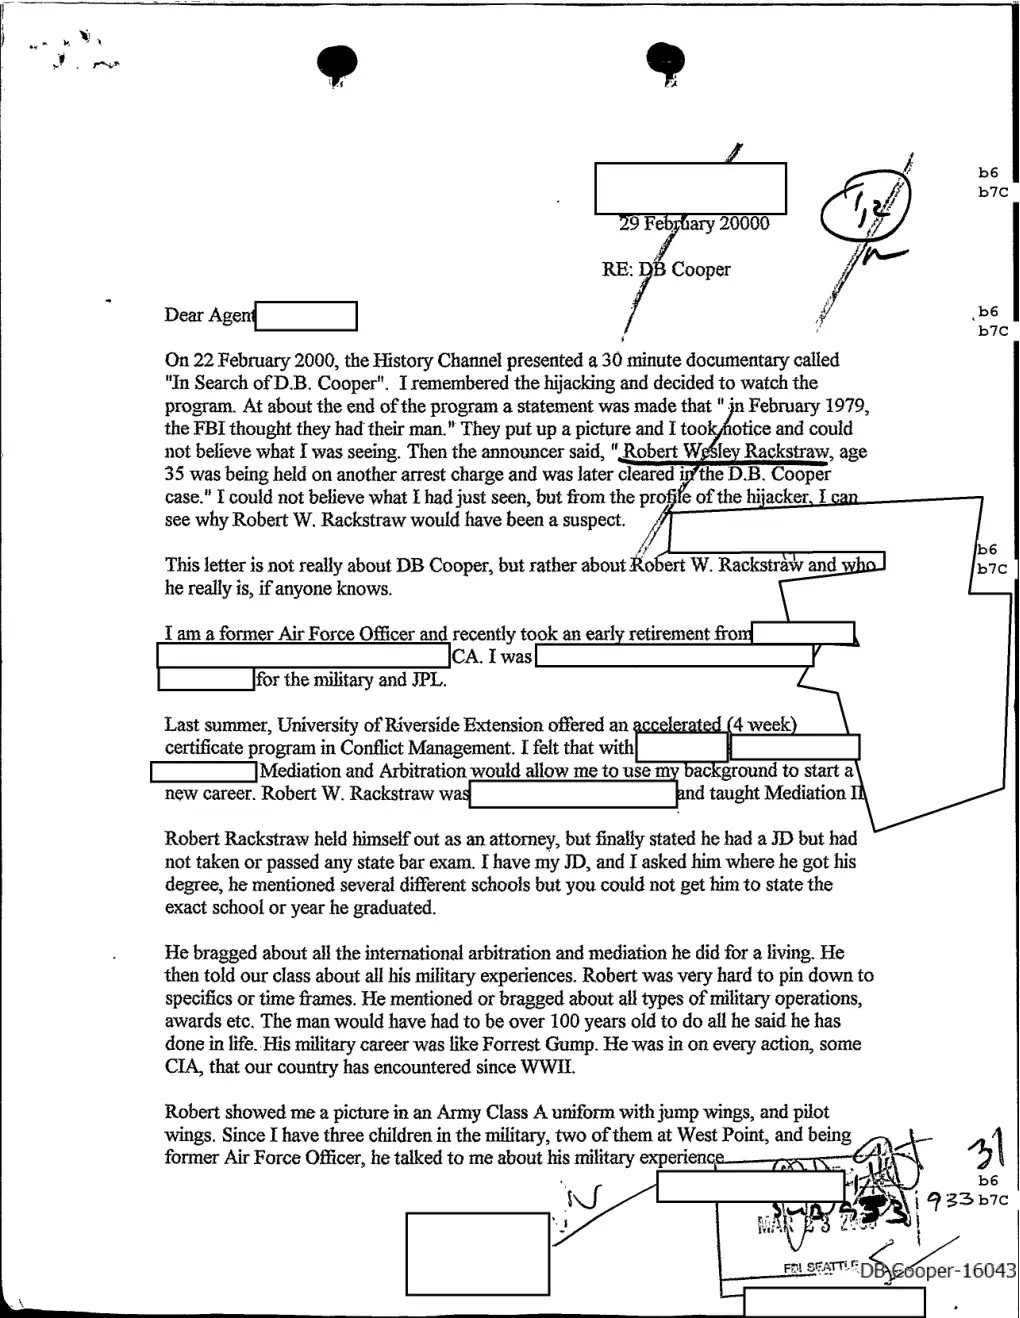 b6
b7C
1,2
29 February 20000
RE: DB Cooper
b6
b7C
Dear Agent
On 22 February 2000, the History Channel presented a 30 minute documentary called
"In Search of D.B. Cooper". I remembered the hijacking and decided to watch the
program. At about the end of the program a statement was made that " in February 1979,
the FBI thought they had their man." They put up a picture and I took notice and could
not believe what I was seeing. Then the announcer said, " Robert Wesley Rackstraw, age
35 was being held on another arrest charge and was later cleared in the D.B. Cooper
case." I could not believe what I had just seen, but from the profile of the hijacker, I can
see why Robert W. Rackstraw would have been a suspect.
b6
b7C
This letter is not really about DB Cooper, but rather about Robert W. Rackstraw and who
he really is, if anyone knows.
I am a former Air Force Officer and recently took an early retirement from
CA. I was
for the military and JPL.
Last summer, University of Riverside Extension offered an accelerated (4 week)
certificate program in Conflict Management. I felt that with
Mediation and Arbitration would allow me to use my background to start a
new career. Robert W. Rackstraw was and taught Mediation II
Robert Rackstraw held himself out as an attorney, but finally stated he had a JD but had
not taken or passed any state bar exam. I have my JD, and I asked him where he got his
degree, he mentioned several different schools but you could not get him to state the
exact school or year he graduated.
He bragged about all the international arbitration and mediation he did for a living. He
then told our class about all his military experiences. Robert was very hard to pin down to
specifics or time frames. He mentioned or bragged about all types of military operations,
awards etc. The man would have had to be over 100 years old to do all he said he has
done in life. His military career was like Forrest Gump. He was in on every action, some
CIA, that our country has encountered since WWII.
Robert showed me a picture in an Army Class A uniform with jump wings, and pilot
wings. Since I have three children in the military, two of them at West Point, and being
former Air Force Officer, he talked to me about his military experience
31
b6
933 b7C
MAR 23
FBI SEATTLE
DB Cooper-16043